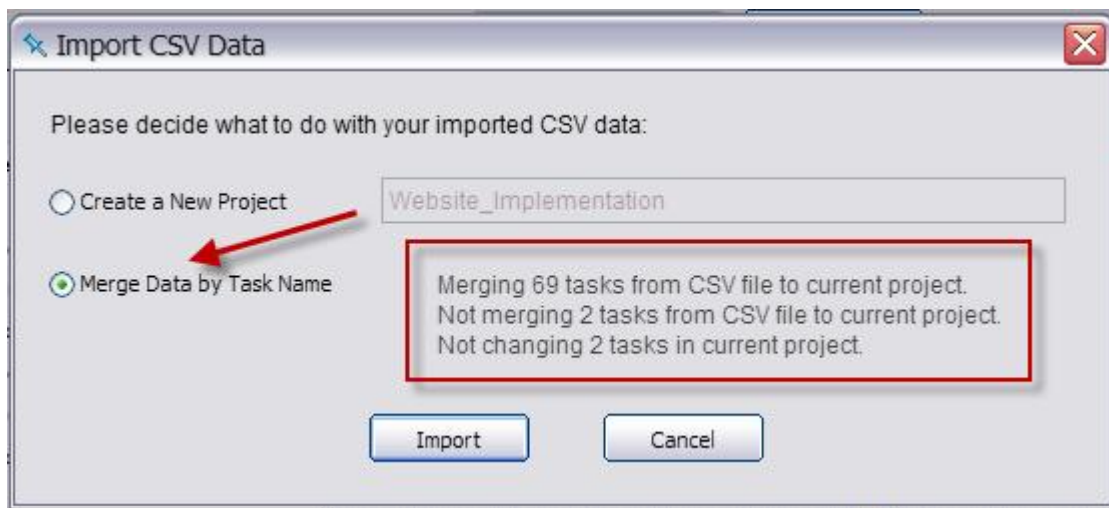 Import CSV Data
Please decide what to do with your imported CSV data:
Create a New Project
Website_Implementation
Merge Data by Task Name
Merging 69 tasks from CSV file to current project.
Not merging 2 tasks from CSV file to current project.
Not changing 2 tasks in current project.
Import
Cancel